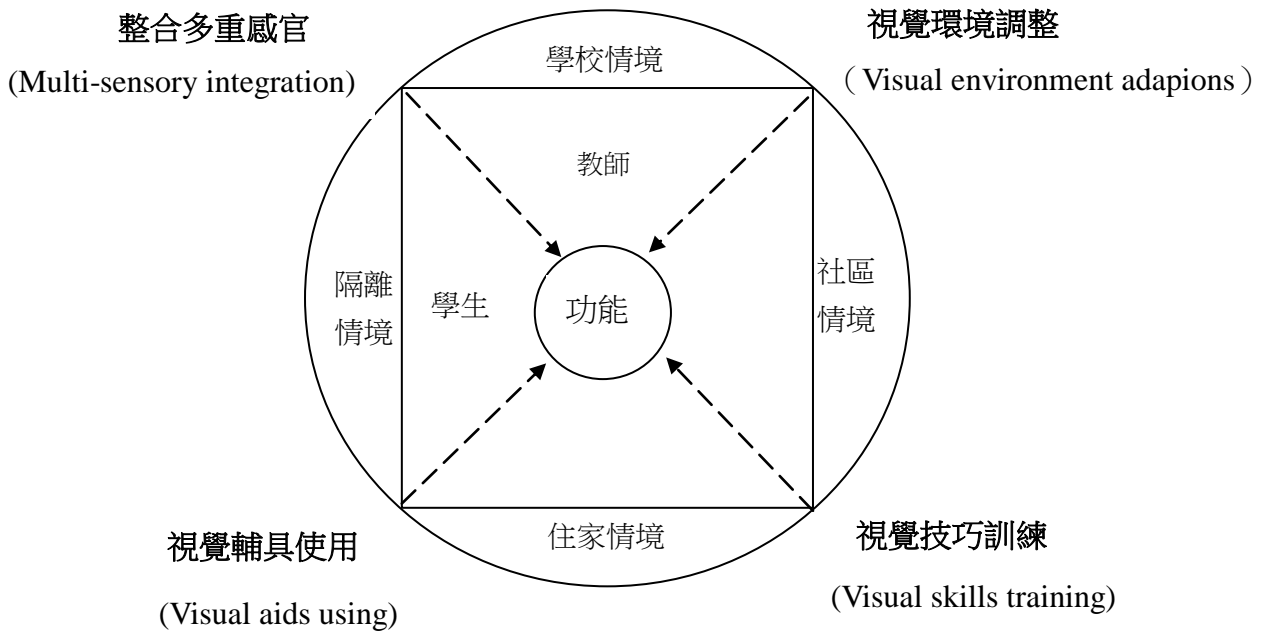 整合多重感官
(Multi-sensory integration)
視覺環境調整
（Visual environment adapions）
學校情境
教師
隔離
情境
學生
功能
社區
情境
住家情境
視覺輔具使用
(Visual aids using)
視覺技巧訓練
(Visual skills training)